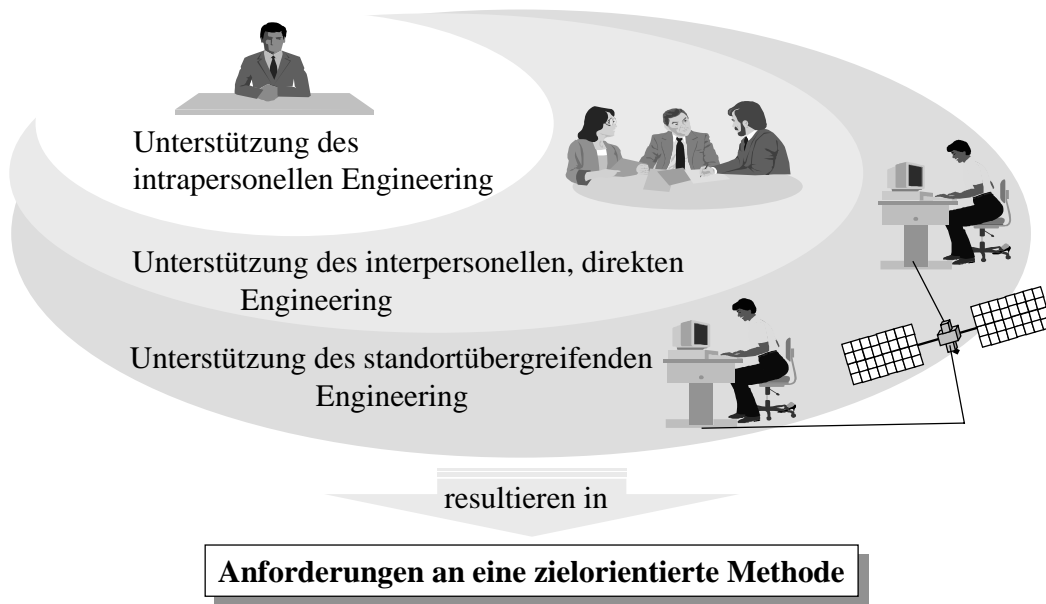 Unterstützung des
intrapersonellen Engineering
Unterstützung des interpersonellen, direkten
Engineering
Unterstützung des standortübergreifenden
Engineering
resultieren in
Anforderungen an eine zielorientierte Methode